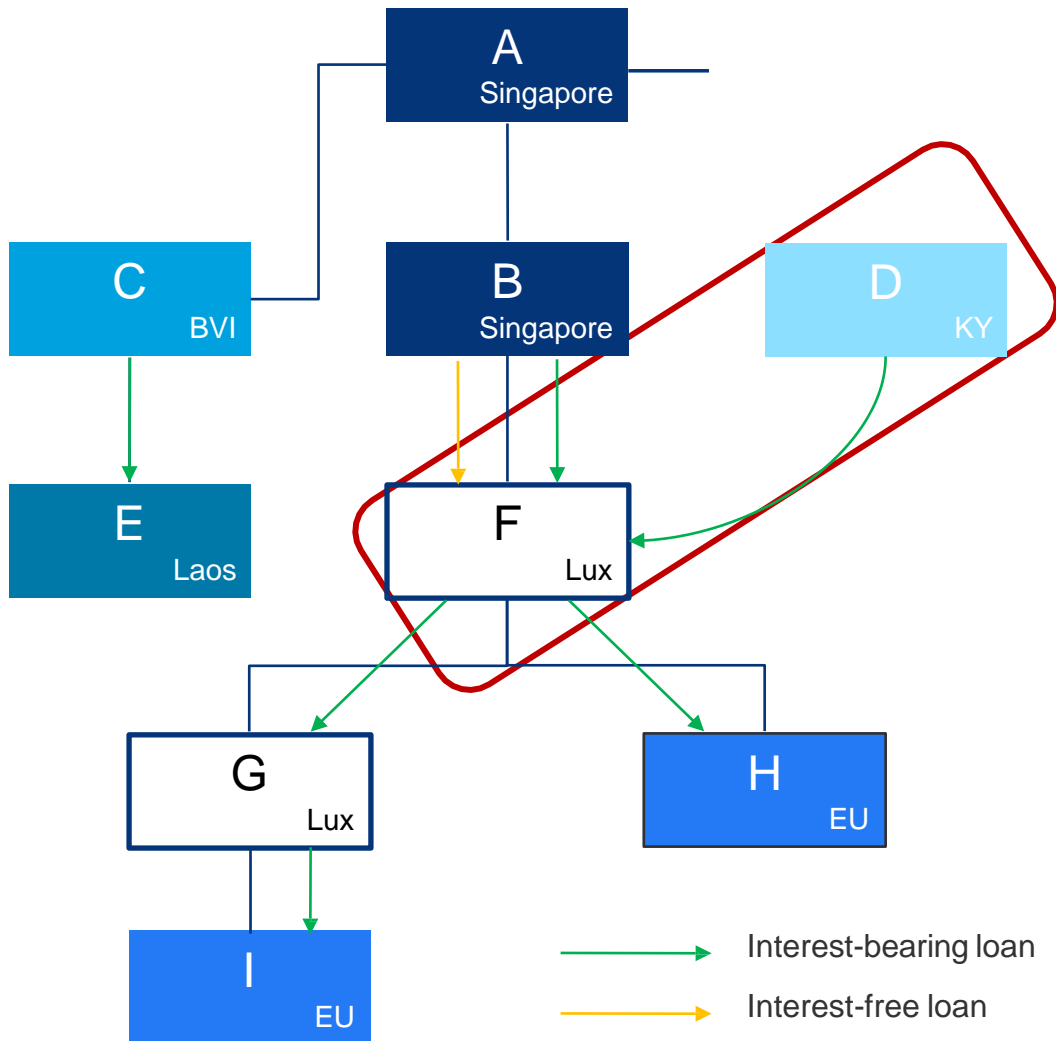 A
Singapore
C
BVI
B
Singapore
D
KY
E
Laos
F
Lux
G
Lux
H
EU
I
EU
Interest-bearing loan
Interest-free loan